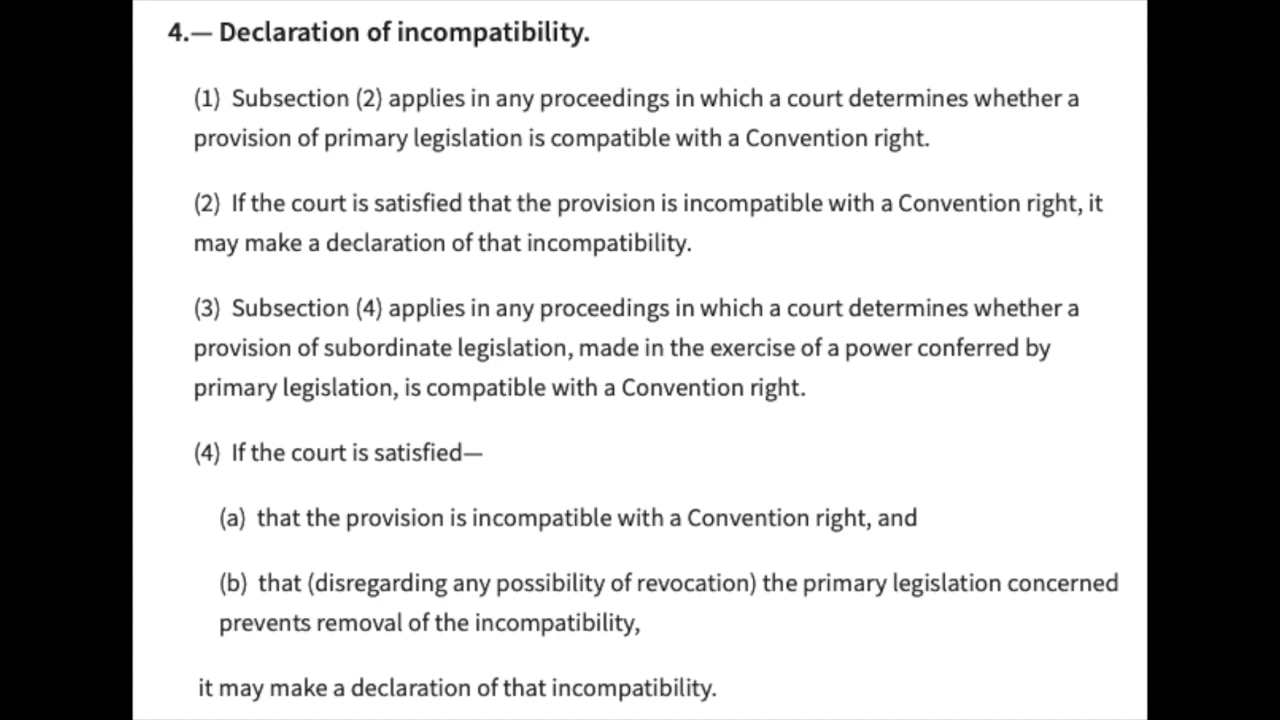 4.— Declaration of incompatibility.
(1) Subsection (2) applies in any proceedings in which a court determines whether a
provision of primary legislation is compatible with a Convention right.
(2) If the court is satisfied that the provision is incompatible with a Convention right, it
may make a declaration of that incompatibility.
(3) Subsection (4) applies in any proceedings in which a court determines whether a
provision of subordinate legislation, made in the exercise of a power conferred by
primary legislation, is compatible with a Convention right.
(4) If the court is satisfied—
(a) that the provision is incompatible with a Convention right, and
(b) that (disregarding any possibility of revocation) the primary legislation concerned
prevents removal of the incompatibility,
it may make a declaration of that incompatibility.